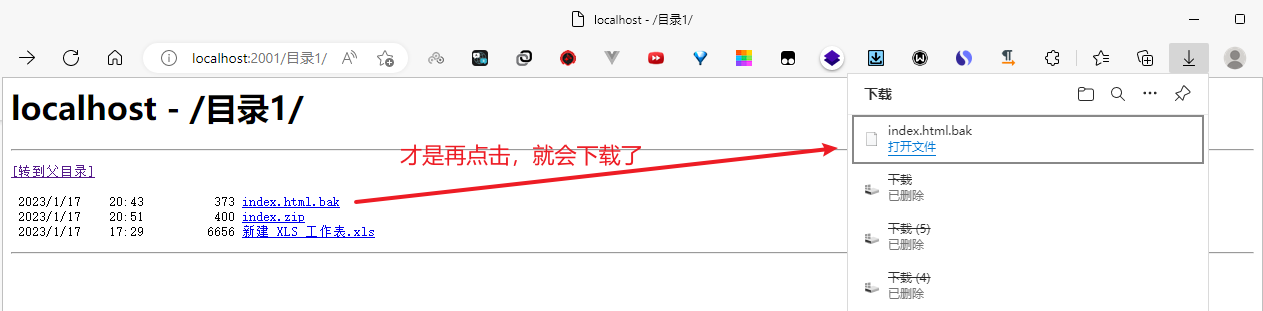 localhost - /目录1/
localhost:2001/目录1/
下载
localhost - /目录1/
index.html.bak
打开文件
才是再点击，就会下载了
[转到父目录]
下载
已删除
2023/1/17 20:43 373 index.html.bak
2023/1/17 20:51 400 index.zip
2023/1/17 17:29 6656 新建 XLS 工作表.xls
下载 (5)
已删除
下载 (4)
已删除